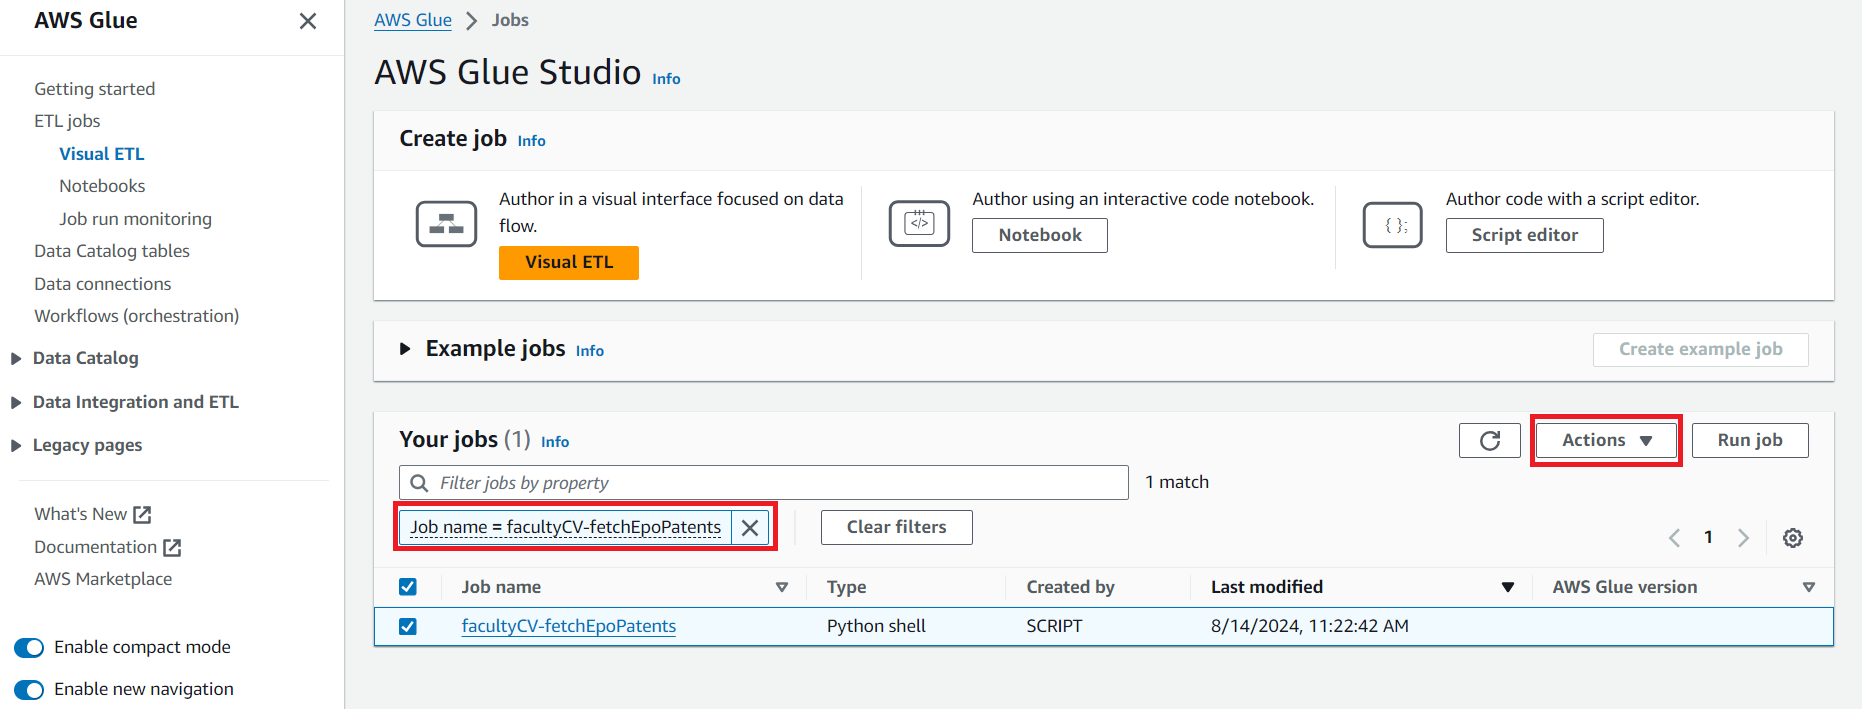 AWS Glue
Getting started
ETL jobs
Visual ETL
Notebooks
Job run monitoring
Data Catalog tables
Data connections
Workflows (orchestration)
Data Catalog
Data Integration and ETL
Legacy pages
What's New
Documentation
AWS Marketplace
Enable compact mode
Enable new navigation
AWS Glue > Jobs
AWS Glue Studio Info
Create job Info
Author in a visual interface focused on data
flow.
Visual ETL
</>
Author using an interactive code notebook.
Notebook
{ };
Author code with a script editor.
Script editor
Example jobs Info
Create example job
Your jobs (1) Info
Actions
Run job
Filter jobs by property
1 match
Job name = facultyCV-fetchEpoPatents
Clear filters
1
Job name Type Created by Last modified AWS Glue version
facultyCV-fetchEpoPatents Python shell SCRIPT 8/14/2024, 11:22:42 AM